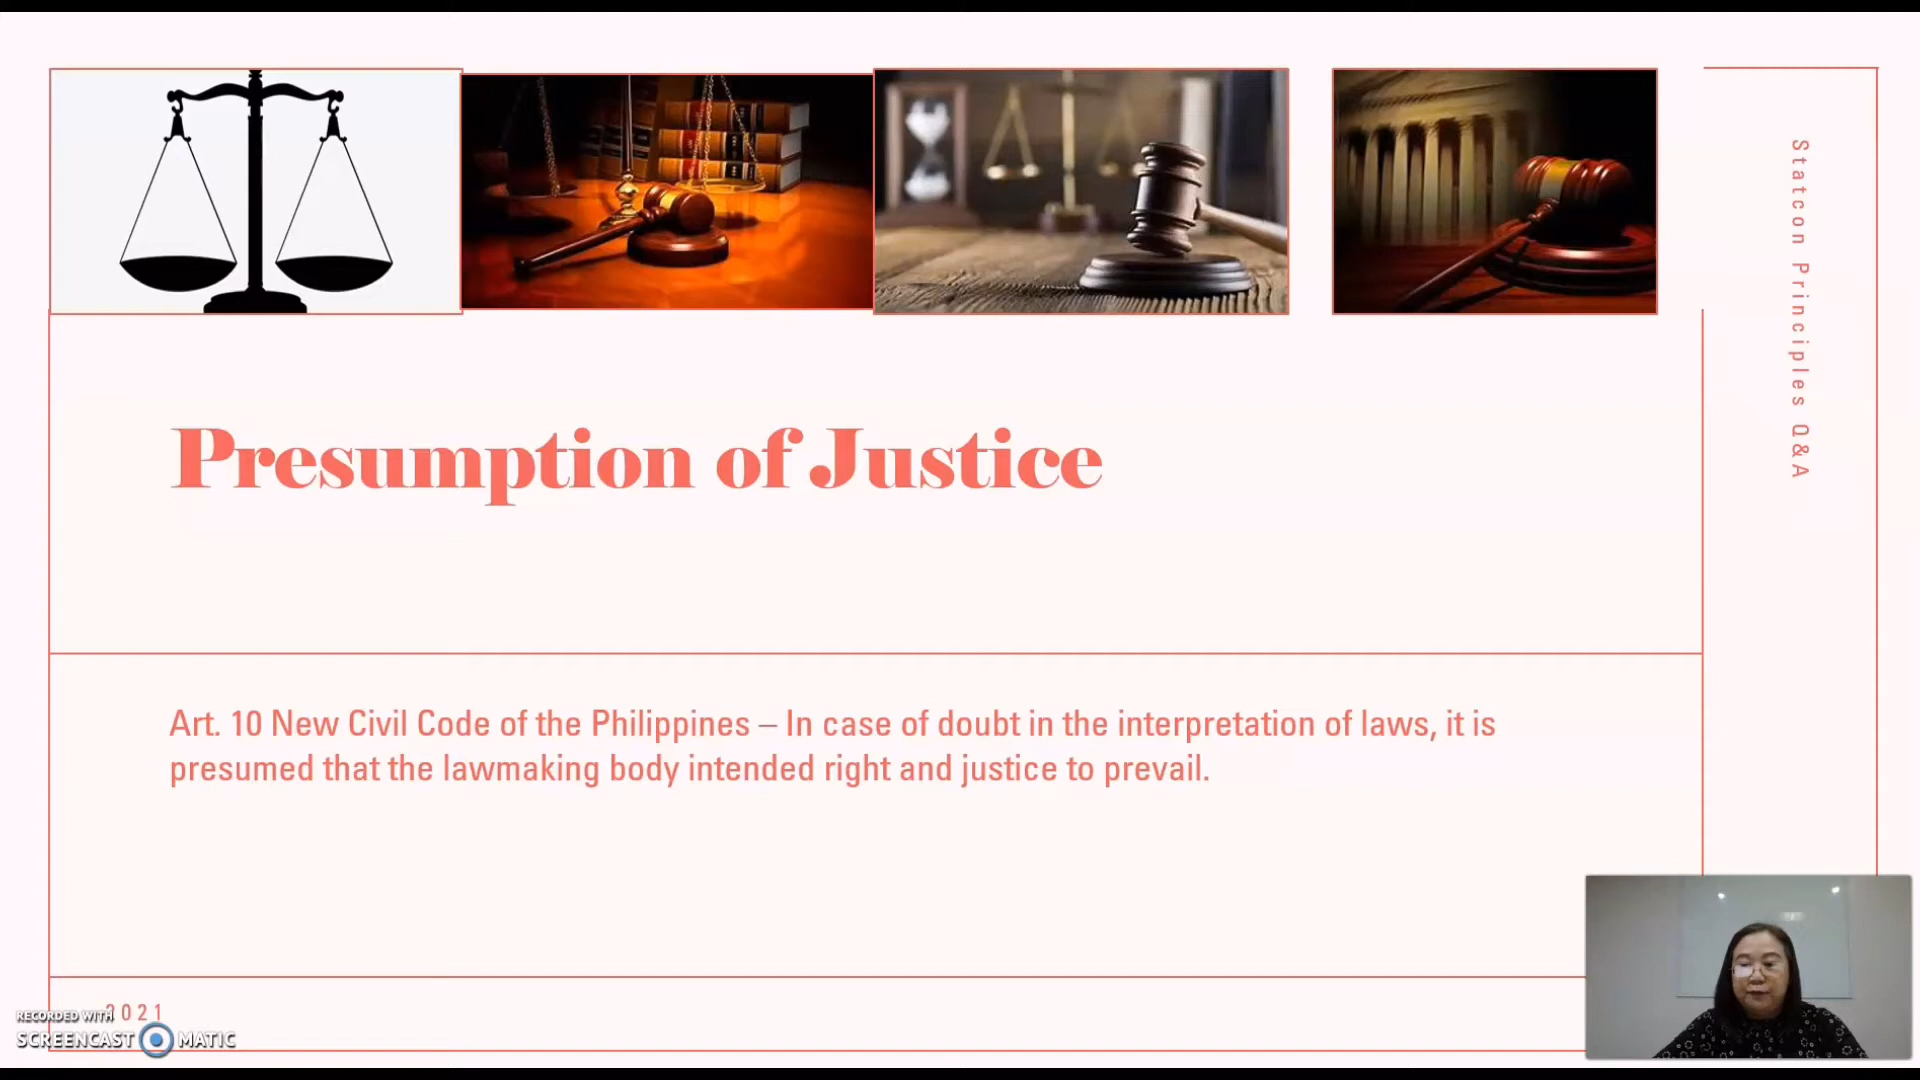 Statcon Principles Q&A
Presumption of Justice
Art. 10 New Civil Code of the Philippines – In case of doubt in the interpretation of laws, it is
presumed that the lawmaking body intended right and justice to prevail.
2021
RECORDED WITH
SCREENCAST MATIC